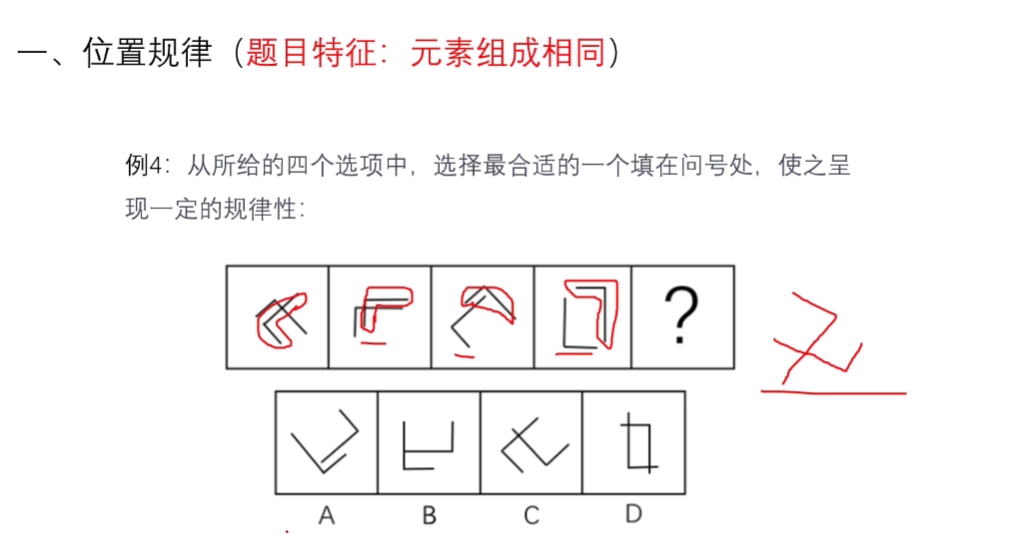 一、位置规律（题目特征：元素组成相同）
例4：从所给的四个选项中，选择最合适的一个填在问号处，使之呈
现一定的规律性：
?
A B C D